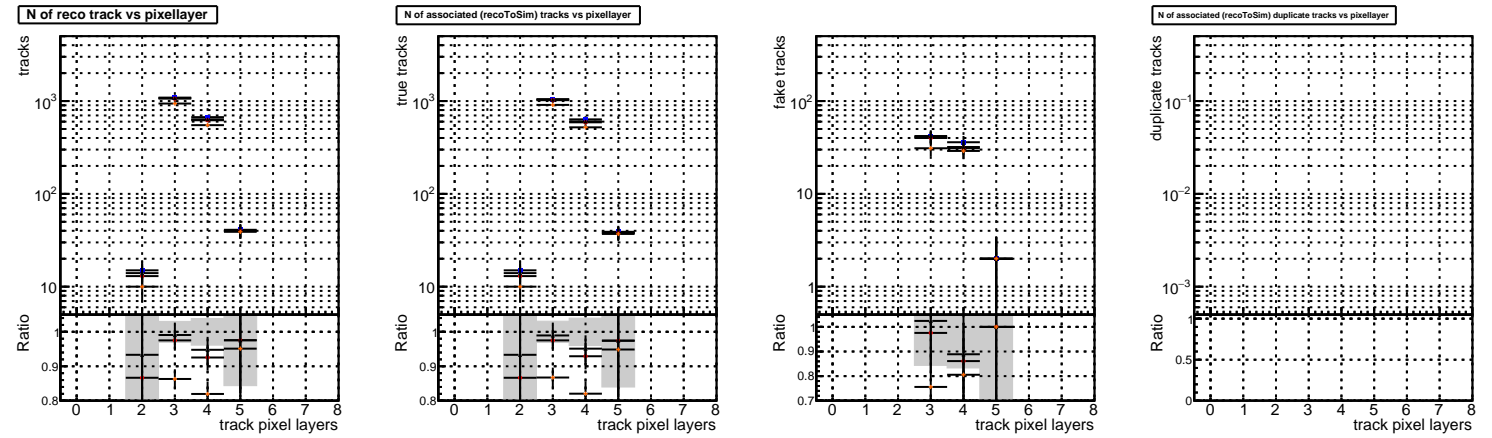 N of reco track vs pixellayer
tracks
10³
10²
10
Ratio
1
0.9
0.8
0 1 2 3 4 5 6 7 8
track pixel layers
N of associated (recoToSim) tracks vs pixellayer
true tracks
10³
10²
10
Ratio
1
0.9
0.8
0 1 2 3 4 5 6 7 8
track pixel layers
fake tracks
10²
10
1
Ratio
1
0.9
0.8
0.7
0 1 2 3 4 5 6 7 8
track pixel layers
N of associated (recoToSim) duplicate tracks vs pixellayer
duplicate tracks
10⁻¹
10⁻²
10⁻³
Ratio
1
0.5
0
0 1 2 3 4 5 6 7 8
track pixel layers